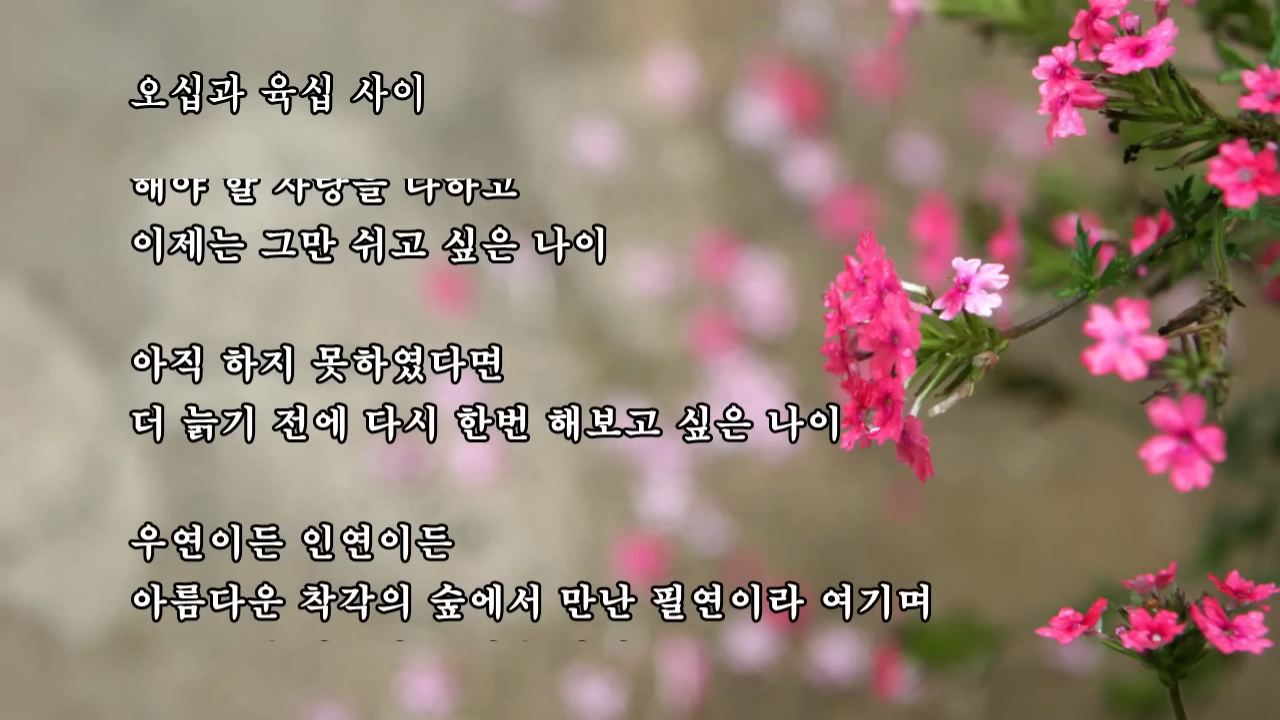 오십과 육십 사이
해야 할 사랑을 다하고
이제는 그만 쉬고 싶은 나이
아직 하지 못하였다면
더 늙기 전에 다시 한번 해보고 싶은 나이
우연이든 인연이든
아름다운 착각의 숲에서 만난 필연이라 여기며